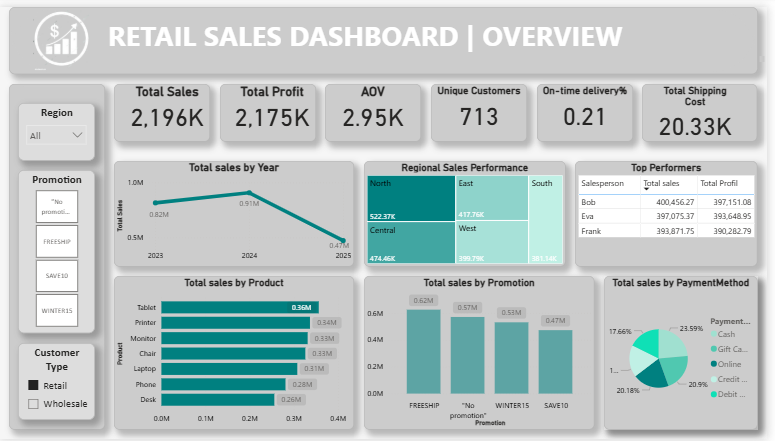 $
RETAIL SALES DASHBOARD | OVERVIEW
Region
All
Promotion
"No
promoti...
FREESHIP
SAVE10
WINTER15
Customer
Type
Retail
Wholesale
Total Sales
2,196K
Total Profit
2,175K
AOV
2.95K
Unique Customers
713
On-time delivery%
0.21
Total Shipping
Cost
20.33K
Total sales by Year
Total Sales
1.0M
0.5M
0.82M
0.91M
0.47M
2023 2024 2025
Regional Sales Performance
North
522.37K
Central
474.46K
East
417.76K
West
399.79K
South
381.14K
Top Performers
Salesperson Total sales Total Profil
Bob 400,456.27 397,151.08
Eva 397,075.37 393,648.95
Frank 393,871.75 390,282.79
Total sales by Product
Product
Tablet 0.36M
Printer 0.34M
Monitor 0.33M
Chair 0.33M
Laptop 0.31M
Phone 0.28M
Desk 0.26M
0.0M 0.1M 0.2M 0.3M 0.4M
Total sales by Promotion
0.6M
0.4M
0.2M
0.0M
0.62M
0.57M
0.53M
0.47M
FREESHIP "No WINTER15 SAVE10
promotion"
Promotion
Total sales by PaymentMethod
17.66%
23.59%
1...
20.18%
20.9%
Payment...
Cash
Gift Ca...
Online
Credit ...
Debit ...